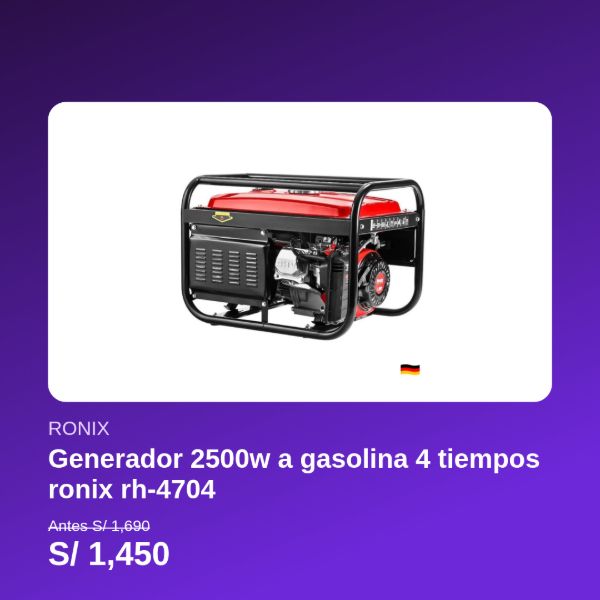 RONIX
Generador 2500w a gasolina 4 tiempos
ronix rh-4704
Antes S/ 1,690
S/ 1,450